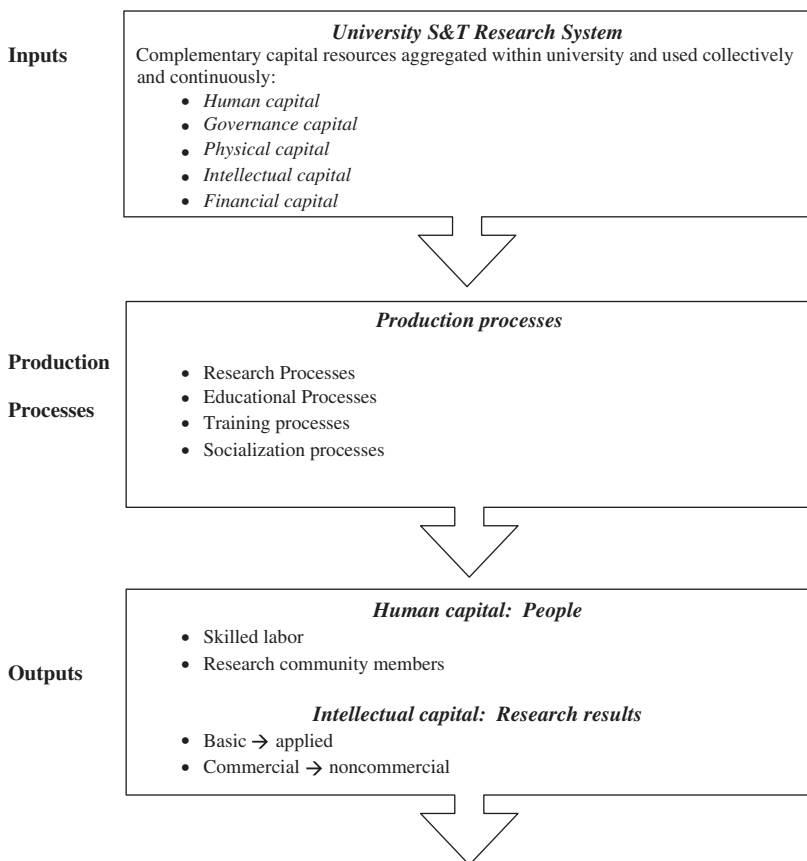 University S&T Research System
Inputs
Complementary capital resources aggregated within university and used collectively
and continuously:
• Human capital
• Governance capital
• Physical capital
• Intellectual capital
• Financial capital
Production processes
Production
Processes
• Research Processes
• Educational Processes
• Training processes
• Socialization processes
Human capital: People
• Skilled labor
• Research community members
Outputs
Intellectual capital: Research results
• Basic → applied
• Commercial → noncommercial